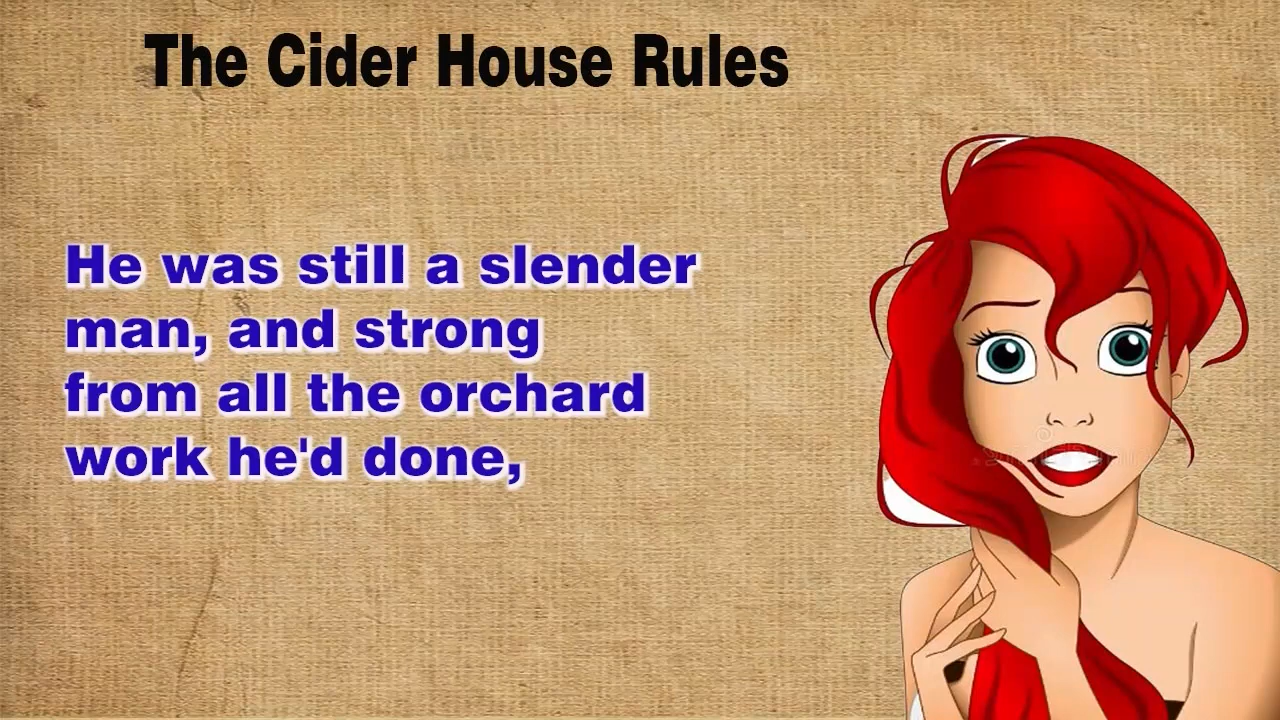 The Cider House Rules
He was still a slender
man, and strong
from all the orchard
work he'd done,